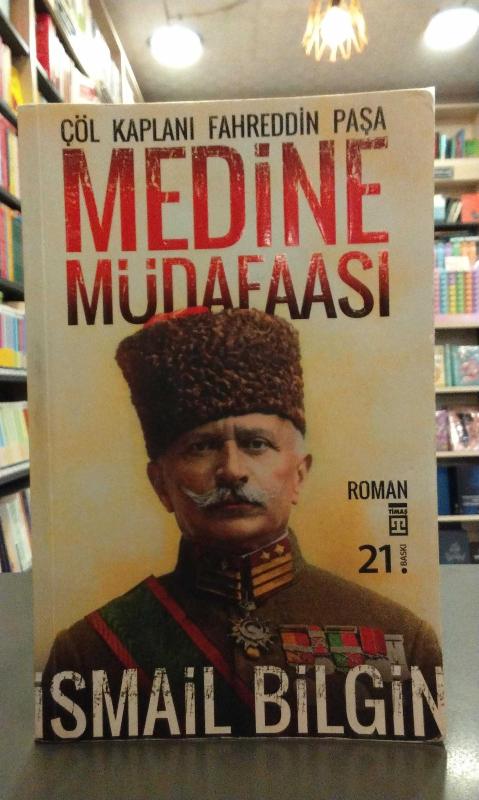 ÇÖL KAPLANI FAHREDDİN PAŞA
MEDİNE
MÜDAFAASI
ROMAN
TİMAŞ
21. BASKI
İSMAİL BİLGİN